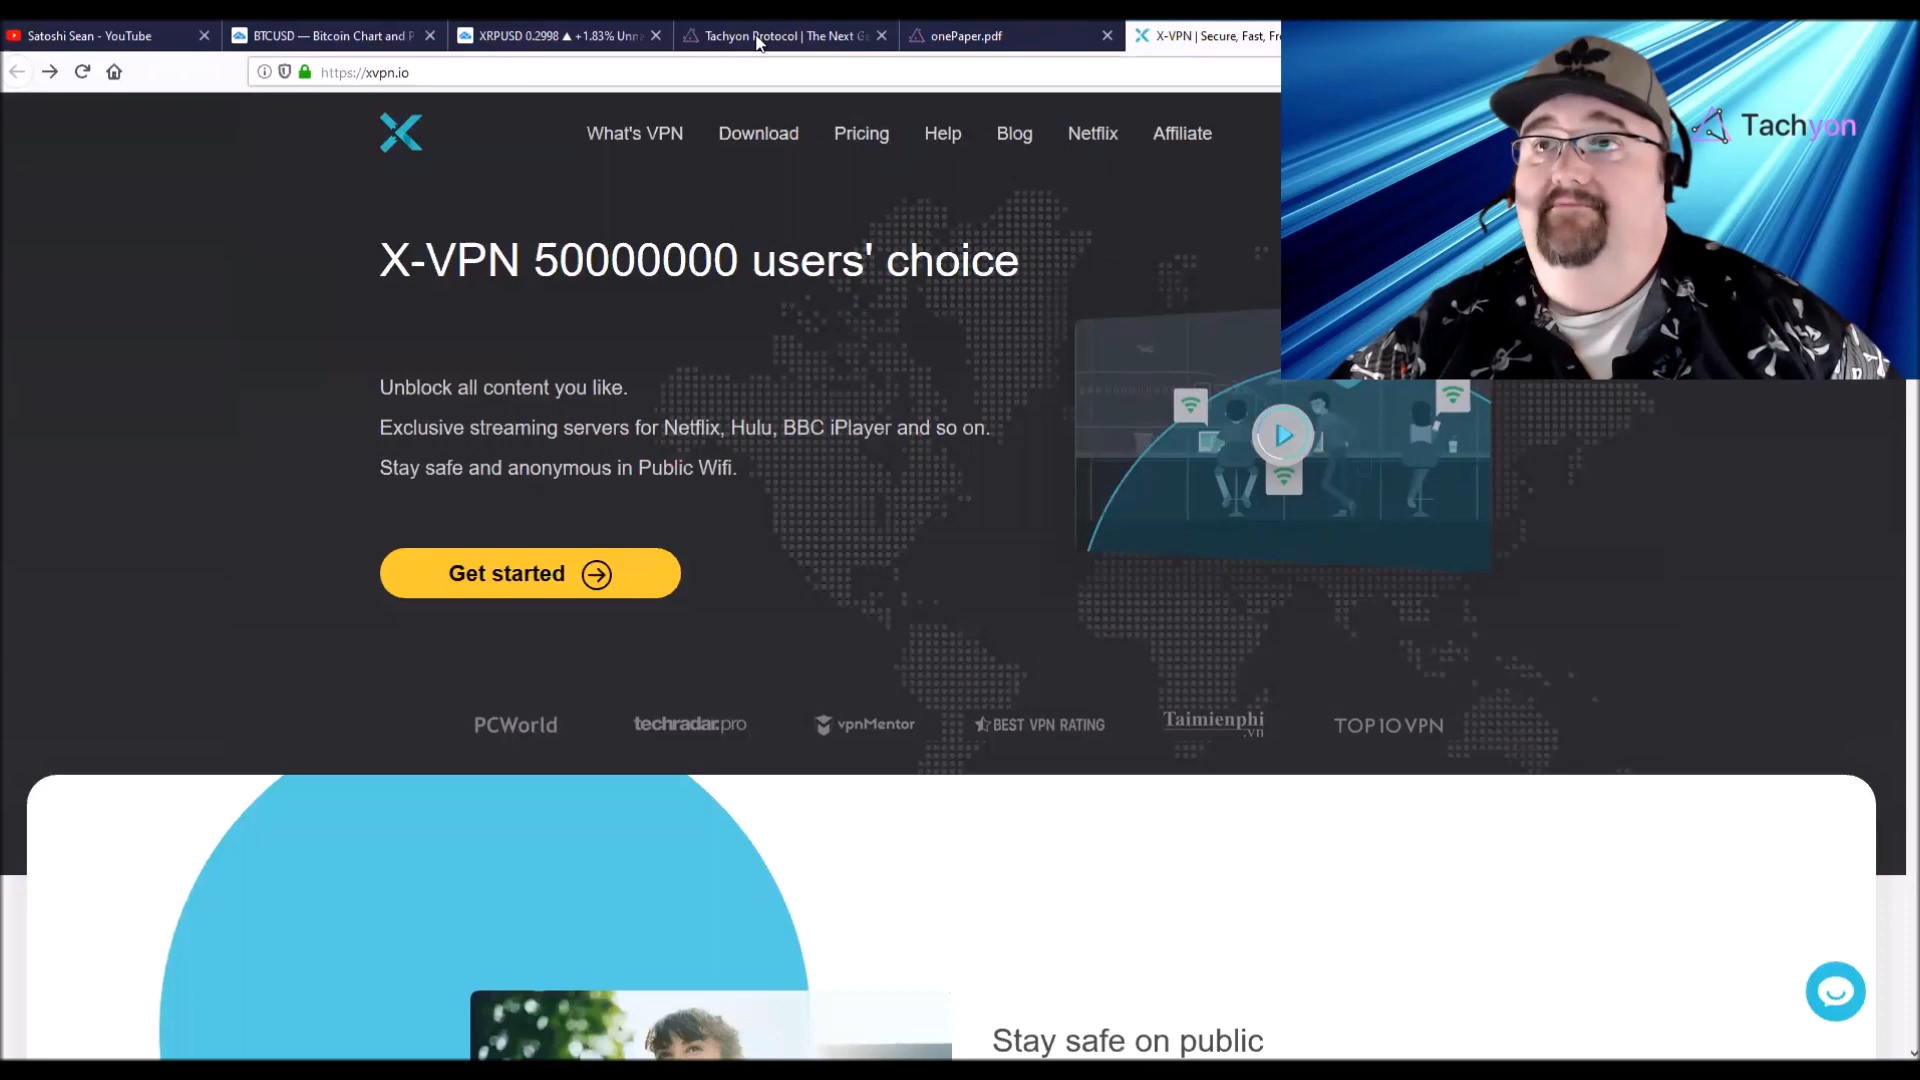 Satoshi Sean - YouTube
BTCUSD — Bitcoin Chart and P
XRPUSD 0.2998 ▲ +1.83% Unn
Tachyon Protocol | The Next Ge
onePaper.pdf
X-VPN | Secure, Fast, Fr
https://xvpn.io
What's VPN
Download
Pricing
Help
Blog
Netflix
Affiliate
Tachyon
X-VPN 50000000 users' choice
Unblock all content you like.
Exclusive streaming servers for Netflix, Hulu, BBC iPlayer and so on.
Stay safe and anonymous in Public Wifi.
Get started
PCWorld
techradar.pro
vpnMentor
BEST VPN RATING
Taimienphi
.vn
TOP10VPN
Stay safe on public